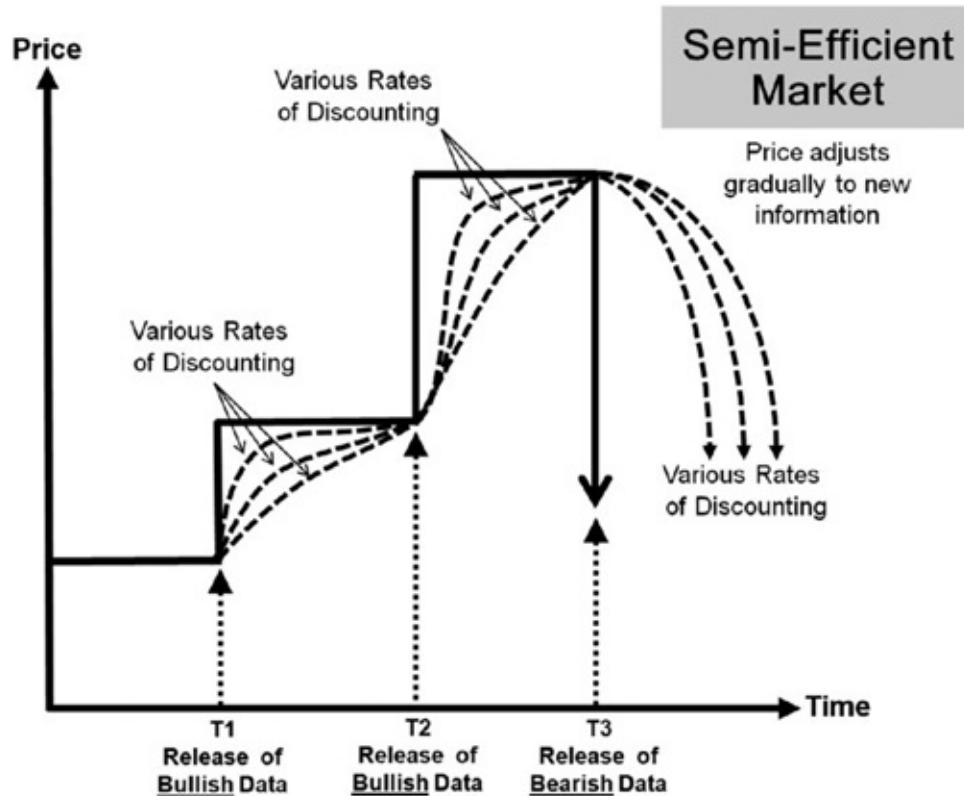 Semi-Efficient
Market
Price adjusts
gradually to new
information
Price
Various Rates
of Discounting
Various Rates
of Discounting
Various Rates
of Discounting
Time
T1
Release of
Bullish Data
T2
Release of
Bullish Data
T3
Release of
Bearish Data